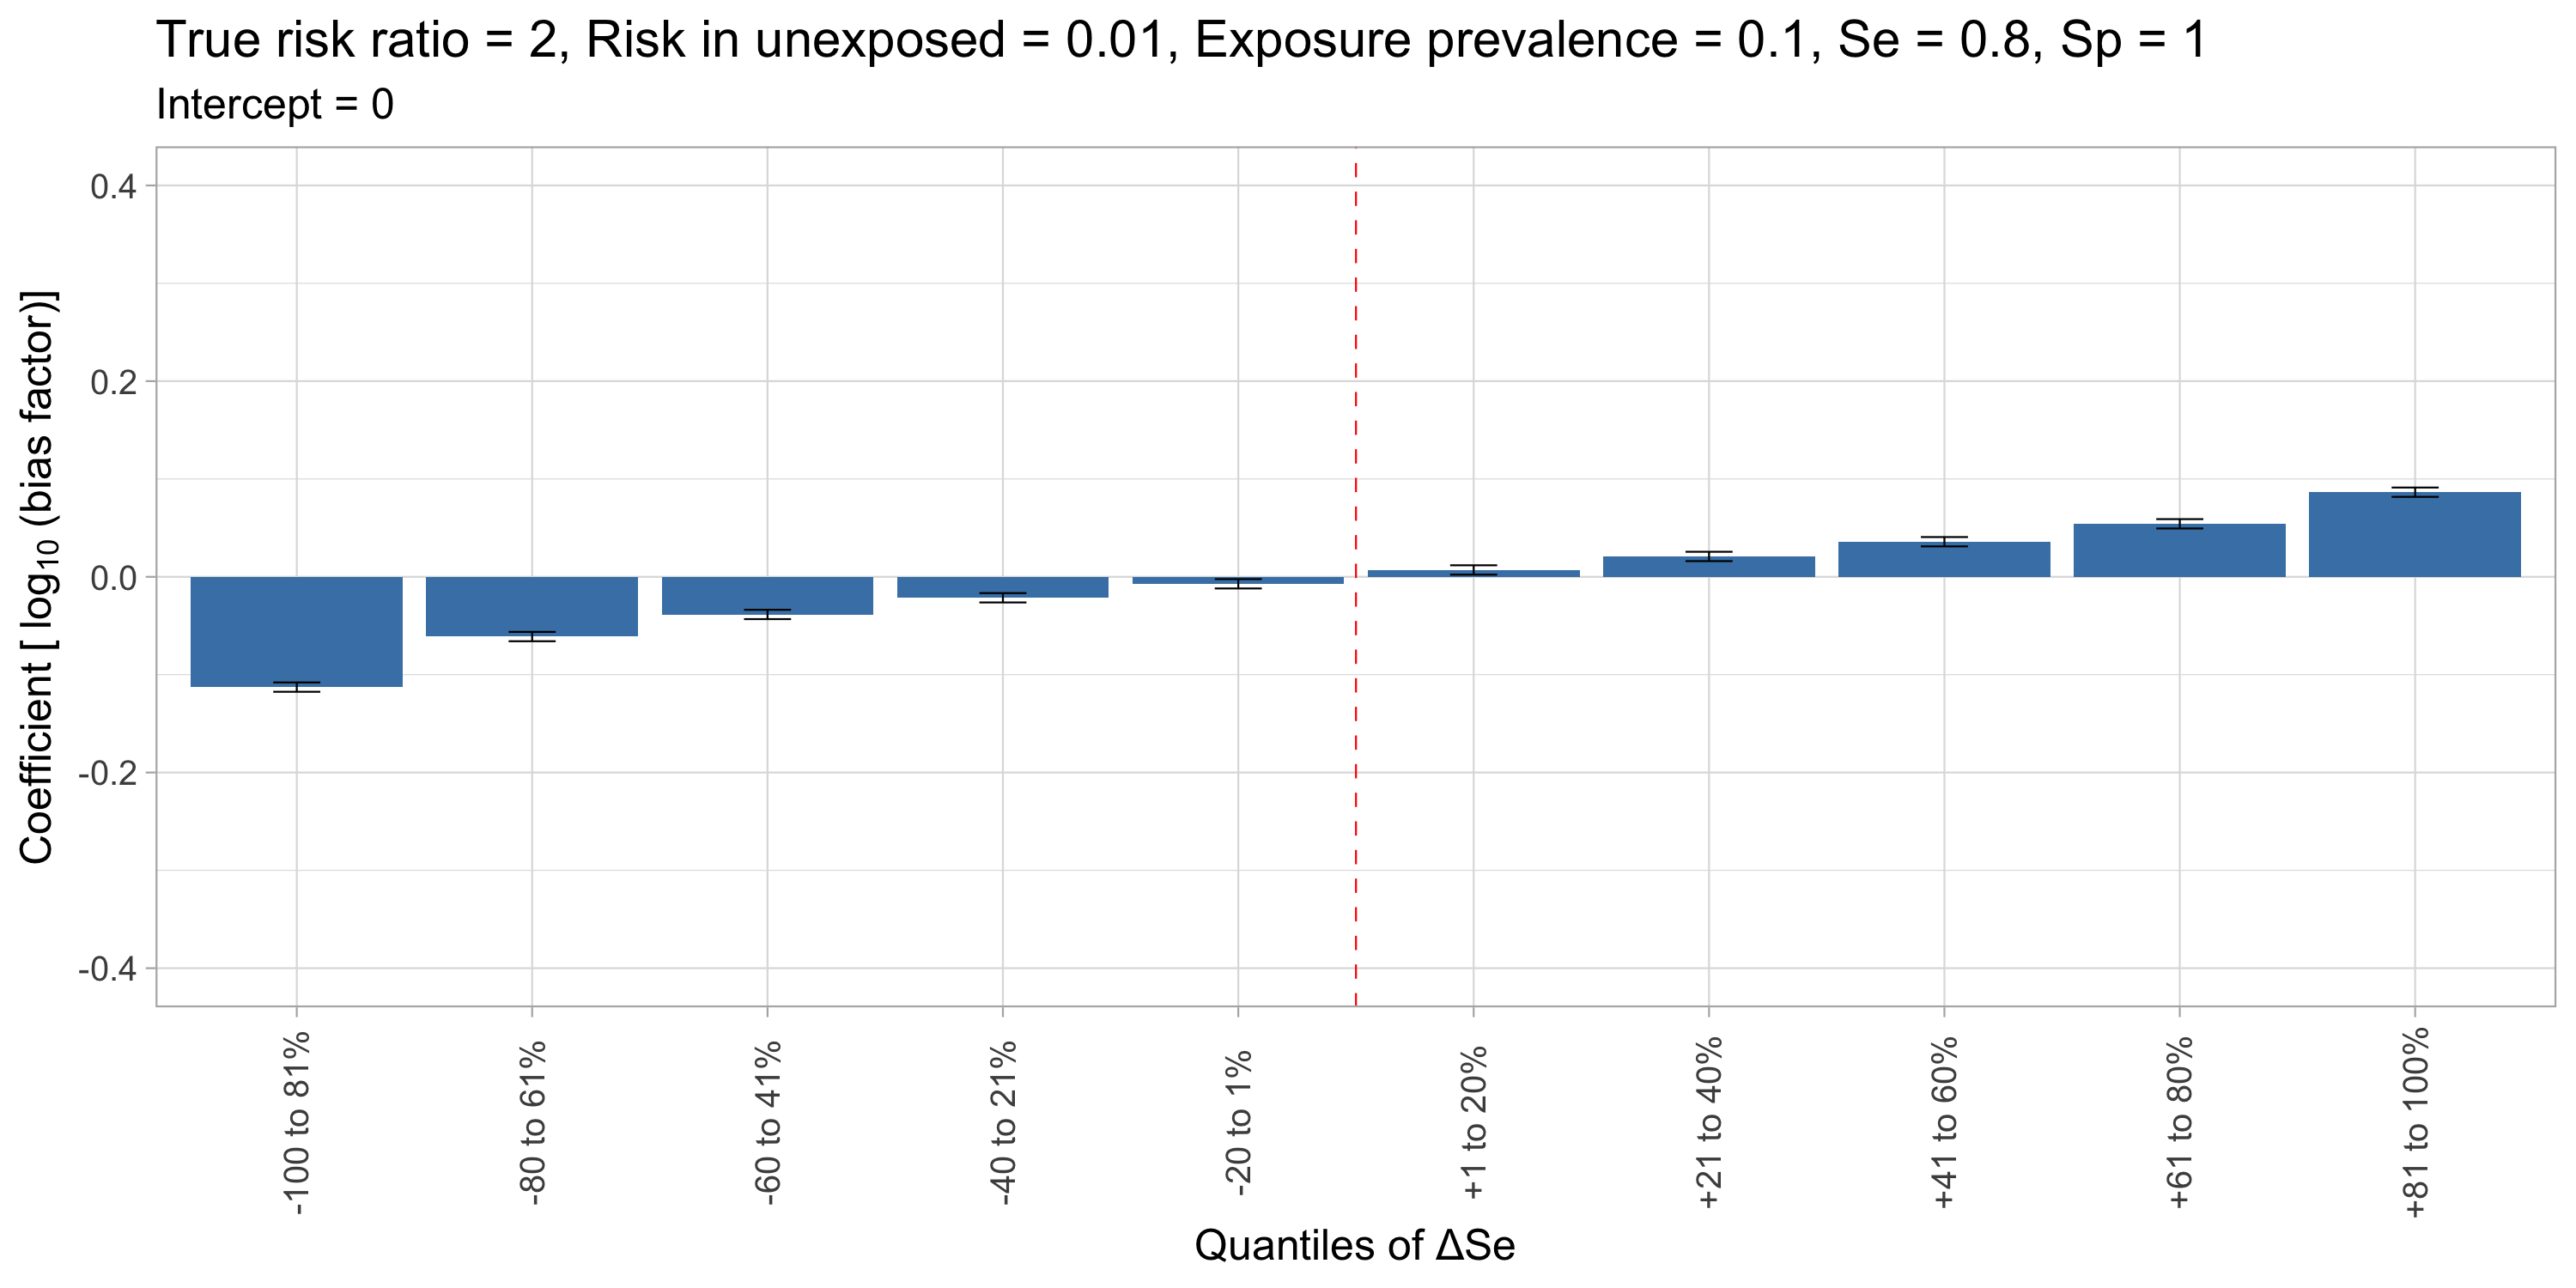 True risk ratio = 2, Risk in unexposed = 0.01, Exposure prevalence = 0.1, Se = 0.8, Sp = 1
Intercept = 0
Coefficient [ log₁₀ (bias factor)]
0.4
0.2
0.0
-0.2
-0.4
-100 to 81%
-80 to 61%
-60 to 41%
-40 to 21%
-20 to 1%
+1 to 20%
+21 to 40%
+41 to 60%
+61 to 80%
+81 to 100%
Quantiles of ΔSe